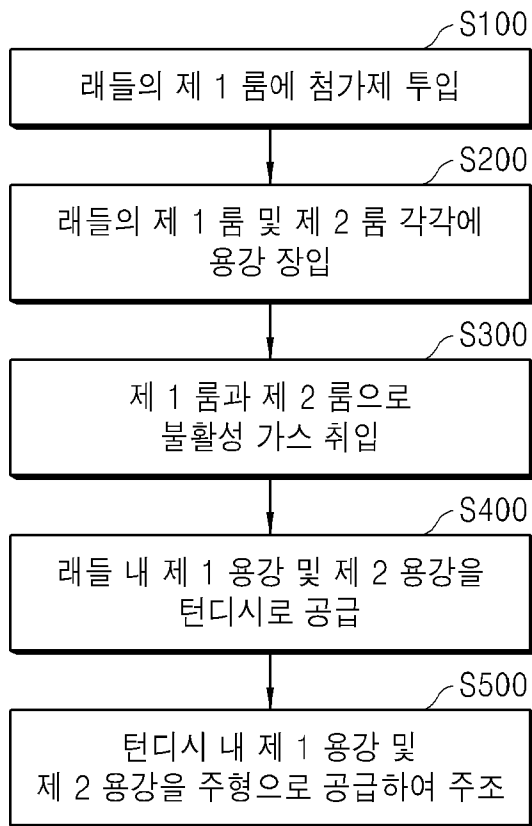 S100
래들의 제 1 룸에 첨가제 투입
S200
래들의 제 1 룸 및 제 2 룸 각각에
용강 장입
S300
제 1 룸과 제 2 룸으로
불활성 가스 취입
S400
래들 내 제 1 용강 및 제 2 용강을
턴디시로 공급
S500
턴디시 내 제 1 용강 및
제 2 용강을 주형으로 공급하여 주조